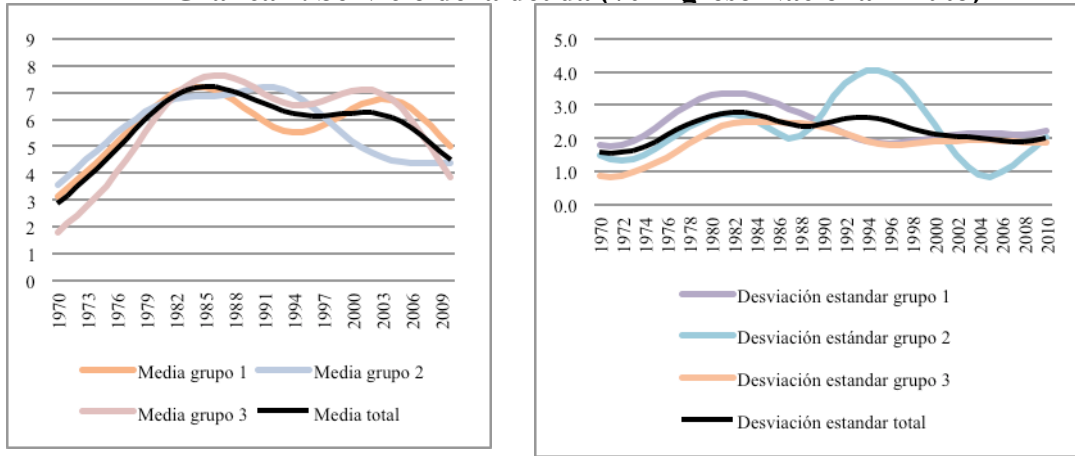 Servicio de la deuda
9
8
7
6
5
4
3
2
1
0
1970 1973 1976 1979 1982 1985 1988 1991 1994 1997 2000 2003 2006 2009
Media grupo 1 Media grupo 2
Media grupo 3 Media total
5.0
4.0
3.0
2.0
1.0
0.0
1970 1972 1974 1976 1978 1980 1982 1984 1986 1988 1990 1992 1994 1996 1998 2000 2002 2004 2006 2008 2010
Desviación estandar grupo 1
Desviación estándar grupo 2
Desviación estandar grupo 3
Desviación estandar total